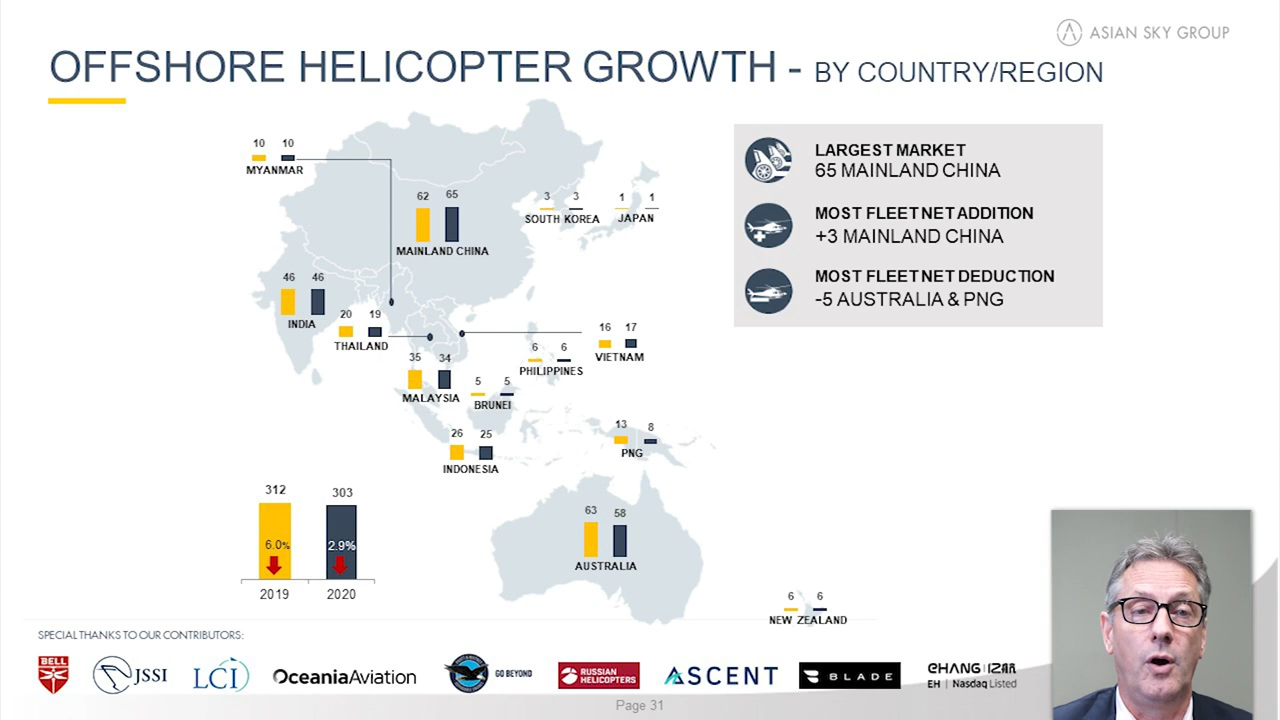 ASIAN SKY GROUP
OFFSHORE HELICOPTER GROWTH - BY COUNTRY/REGION
10 10
MYANMAR
62 65
MAINLAND CHINA
3 3
SOUTH KOREA
1 1
JAPAN
46 46
INDIA
20 19
THAILAND
16 17
VIETNAM
6 6
PHILIPPINES
35 34
MALAYSIA
5 5
BRUNEI
26 25
INDONESIA
13 8
PNG
63 58
AUSTRALIA
6 6
NEW ZEALAND
LARGEST MARKET
65 MAINLAND CHINA
MOST FLEET NET ADDITION
+3 MAINLAND CHINA
MOST FLEET NET DEDUCTION
-5 AUSTRALIA & PNG
312 303
6.0% 2.9%
2019 2020
SPECIAL THANKS TO OUR CONTRIBUTORS:
BELL
JSSI
LCI
OceaniaAviation
GO BEYOND
RUSSIAN
HELICOPTERS
ASCENT
BLADE
EHANG 亿航
EH | Nasdaq Listed
Page 31